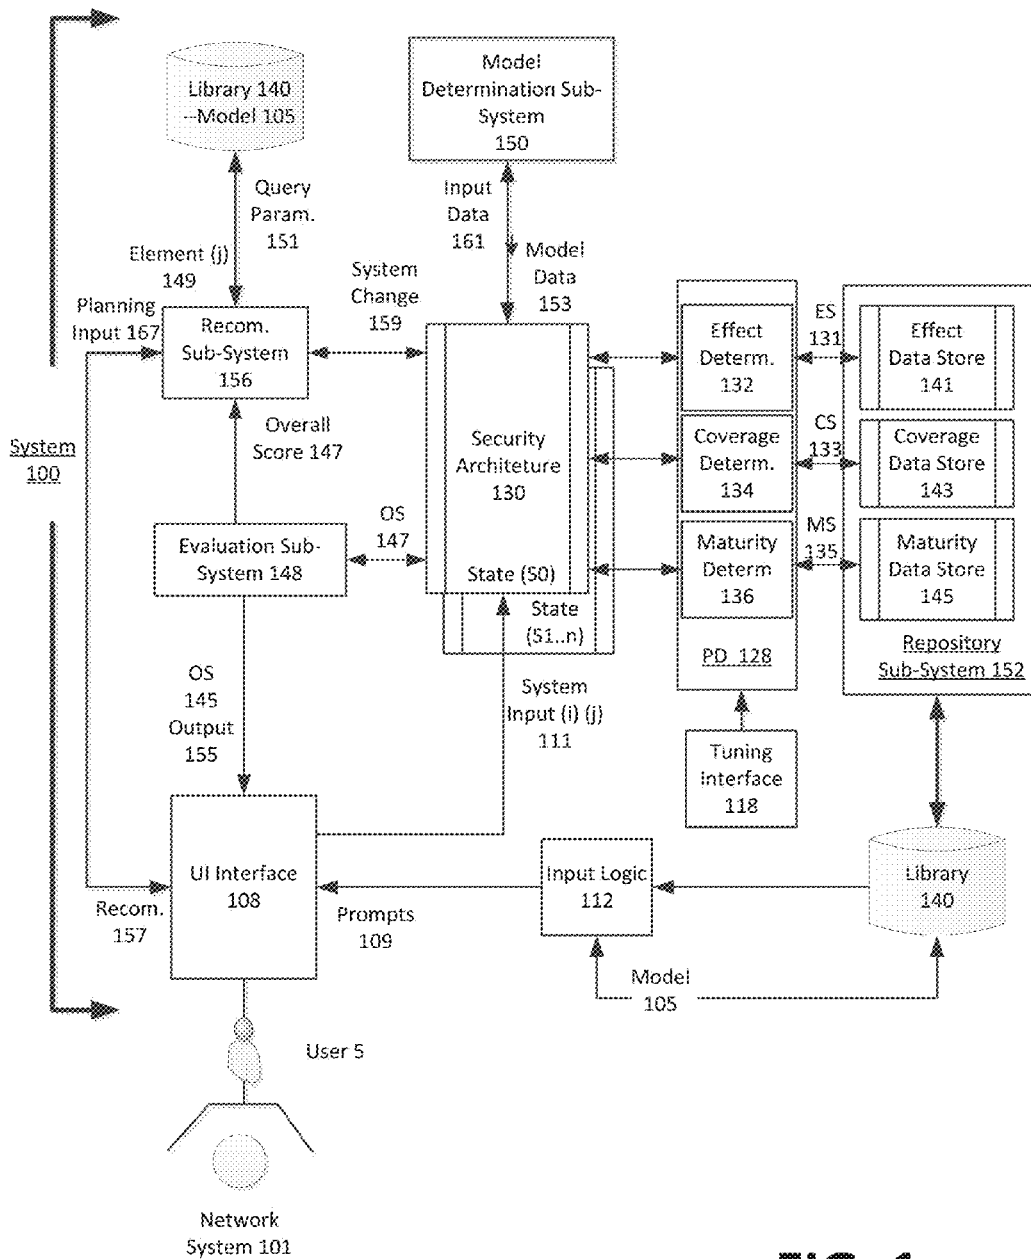 Library 140
--Model 105
Model
Determination Sub-
System
150
Query
Param.
151
Input
Data
161
Element (j)
149
Model
Data
153
System
Change
159
Planning
Input 167
Recom.
Sub-System
156
Effect
Determ.
132
ES
131
Effect
Data Store
141
System
100
Overall
Score 147
Security
Architeture
130
Coverage
Determ.
134
CS
133
Coverage
Data Store
143
OS
147
Evaluation Sub-
System 148
State (S0)
State
(S1..n)
Maturity
Determ
136
MS
135
Maturity
Data Store
145
PD 128
Repository
Sub-System 152
OS
145
Output
155
System
Input (i) (j)
111
Tuning
Interface
118
UI Interface
108
Input Logic
112
Library
140
Recom.
157
Prompts
109
Model
105
User 5
Network
System 101